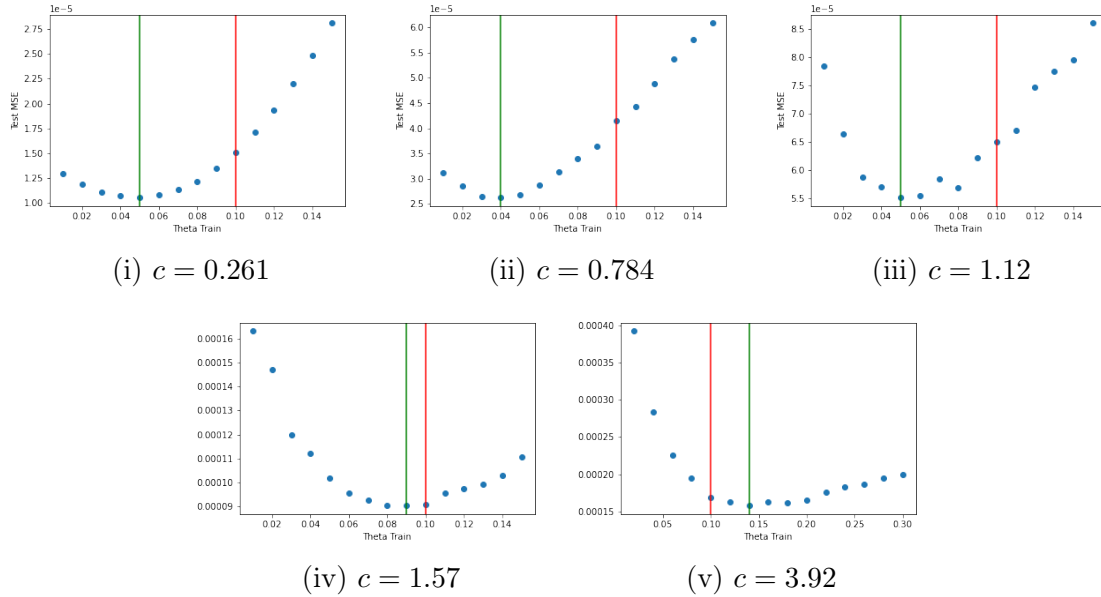 1e−5
Test MSE
2.75
2.50
2.25
2.00
1.75
1.50
1.25
1.00
0.02 0.04 0.06 0.08 0.10 0.12 0.14
Theta Train
(i) c = 0.261
1e−5
Test MSE
6.0
5.5
5.0
4.5
4.0
3.5
3.0
2.5
0.02 0.04 0.06 0.08 0.10 0.12 0.14
Theta Train
(ii) c = 0.784
1e−5
Test MSE
8.5
8.0
7.5
7.0
6.5
6.0
5.5
0.02 0.04 0.06 0.08 0.10 0.12 0.14
Theta Train
(iii) c = 1.12
0.00016
0.00015
0.00014
0.00013
0.00012
0.00011
0.00010
0.00009
0.02 0.04 0.06 0.08 0.10 0.12 0.14
Theta Train
(iv) c = 1.57
0.00040
0.00035
0.00030
0.00025
0.00020
0.00015
0.05 0.10 0.15 0.20 0.25 0.30
Theta Train
(v) c = 3.92